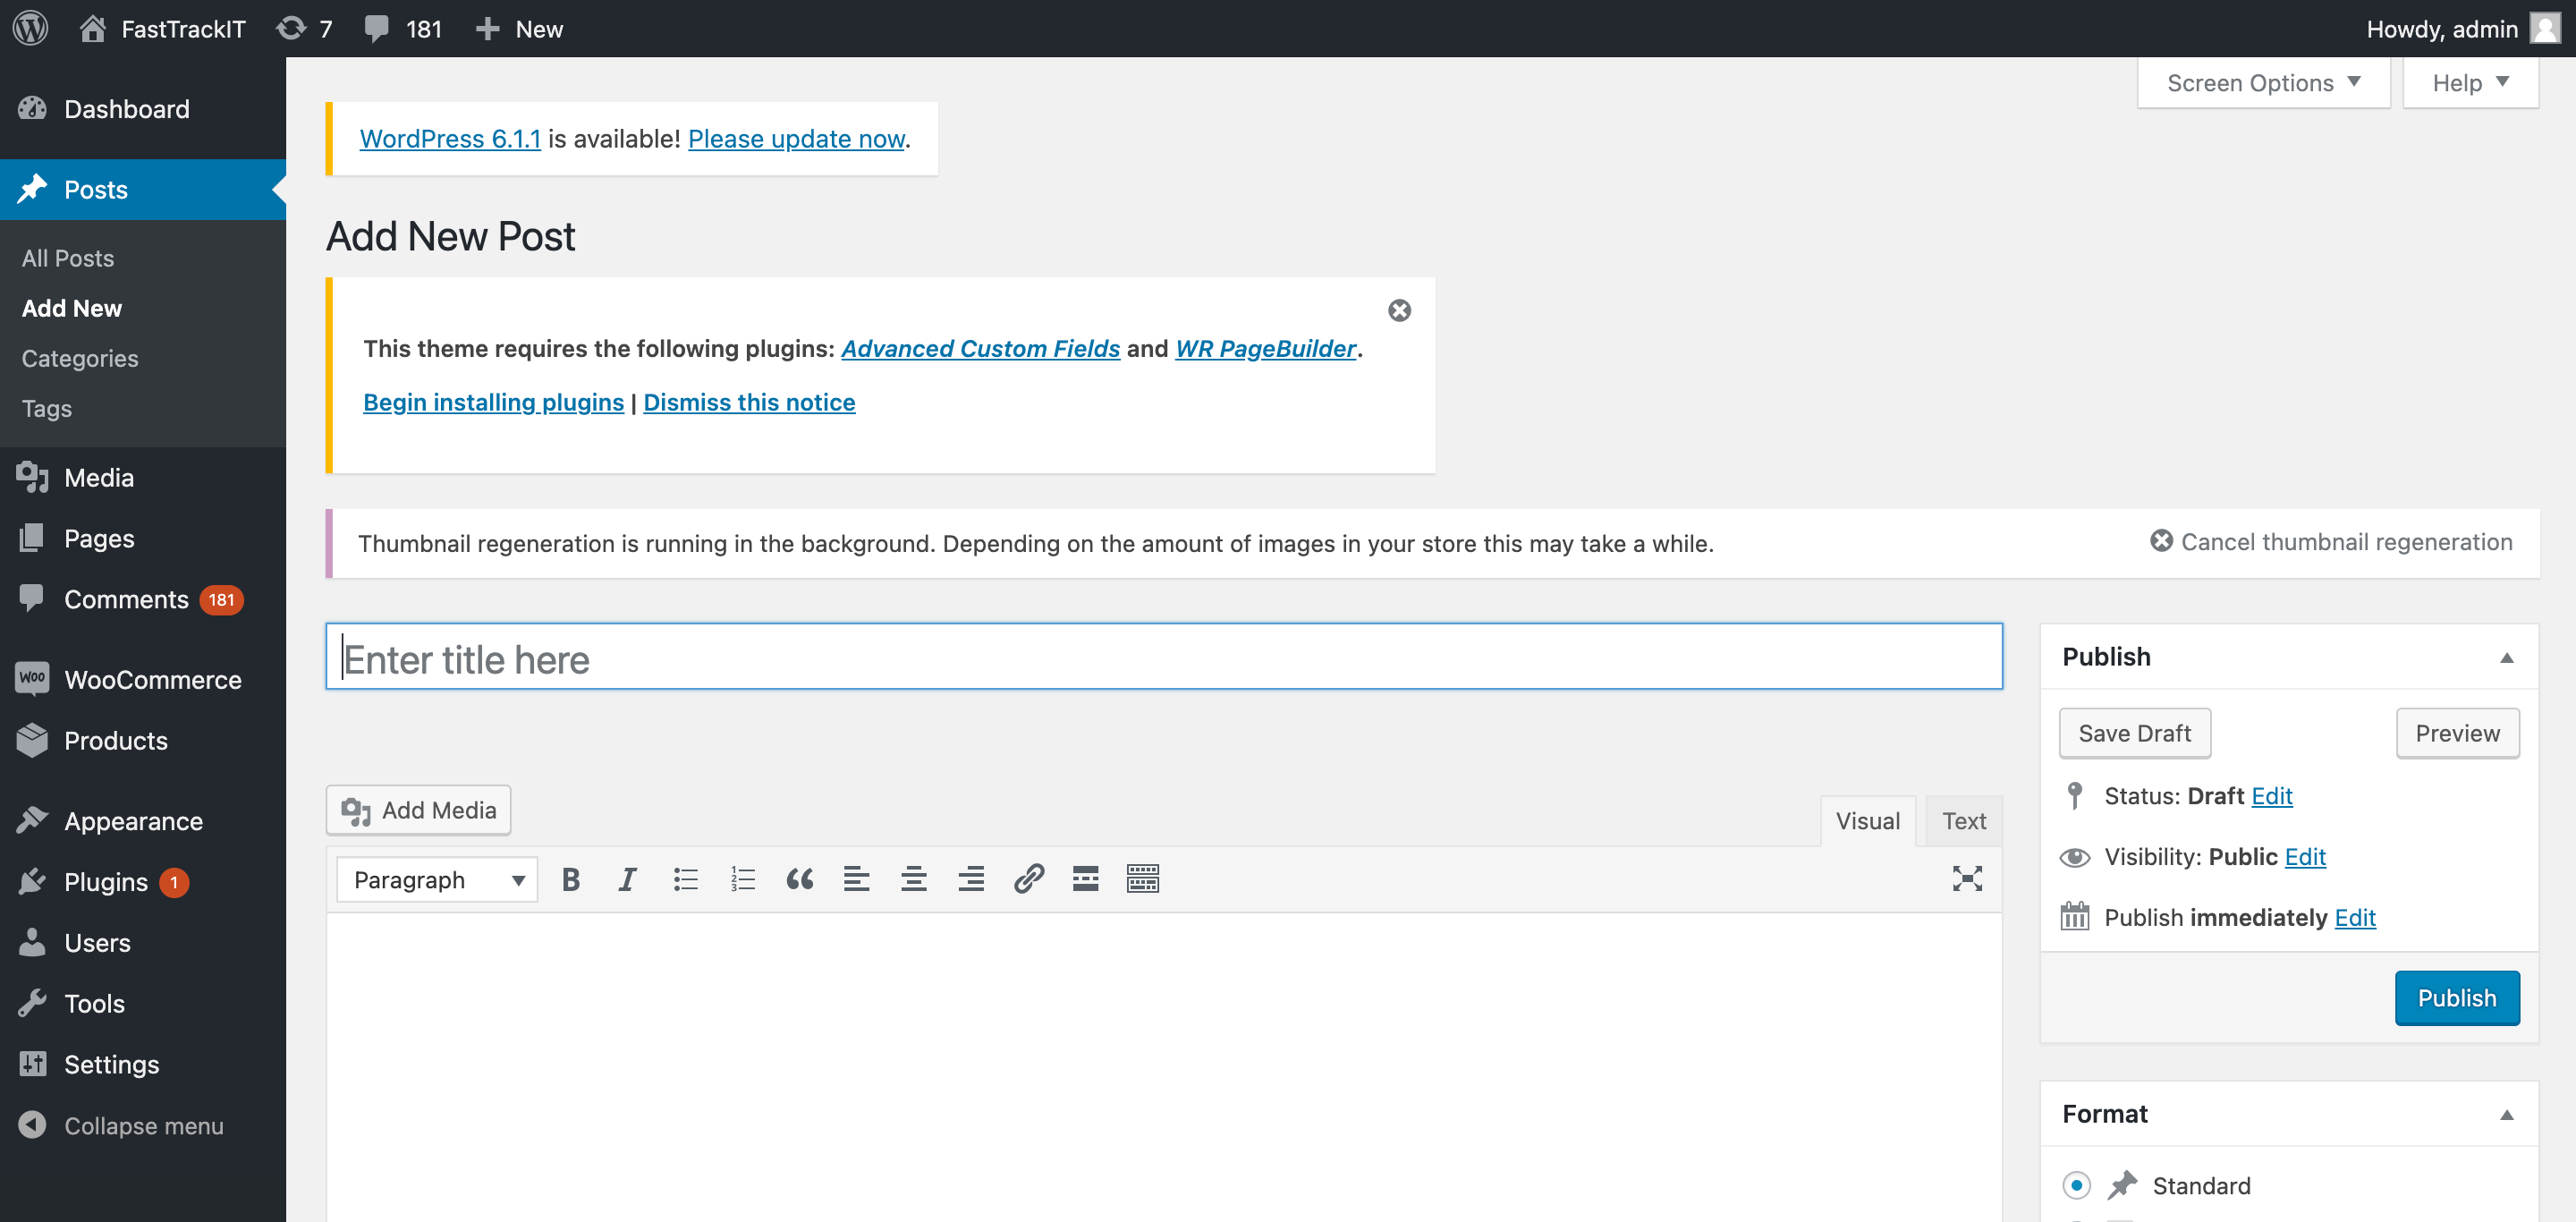 FastTrackIT 7 181 New Howdy, admin
Screen Options Help
Dashboard
Posts
All Posts
Add New
Categories
Tags
Media
Pages
Comments 181
WOO WooCommerce
Products
Appearance
Plugins 1
Users
Tools
Settings
Collapse menu
WordPress 6.1.1 is available! Please update now.
Add New Post
This theme requires the following plugins: Advanced Custom Fields and WR PageBuilder.
Begin installing plugins | Dismiss this notice
Thumbnail regeneration is running in the background. Depending on the amount of images in your store this may take a while.
Cancel thumbnail regeneration
Enter title here
Add Media
Visual Text
Paragraph B I
Publish
Save Draft Preview
Status: Draft Edit
Visibility: Public Edit
Publish immediately Edit
Publish
Format
Standard